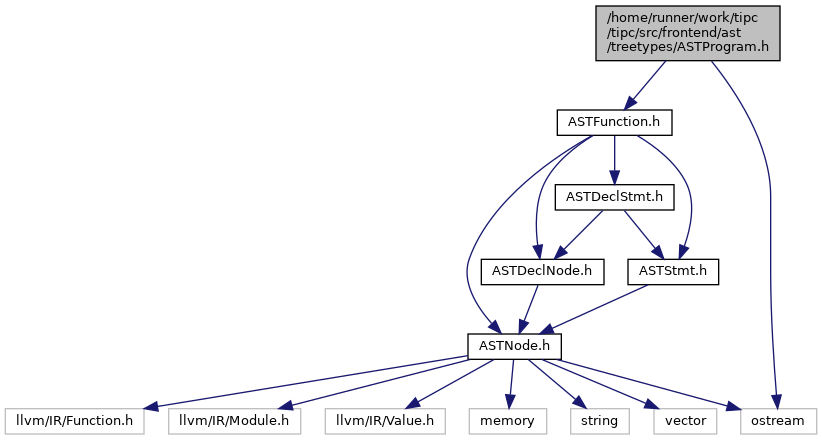 /home/runner/work/tipc
/tipc/src/frontend/ast
/treetypes/ASTProgram.h
ASTFunction.h
ASTDeclStmt.h
ASTDeclNode.h
ASTStmt.h
ASTNode.h
llvm/IR/Function.h
llvm/IR/Module.h
llvm/IR/Value.h
memory
string
vector
ostream